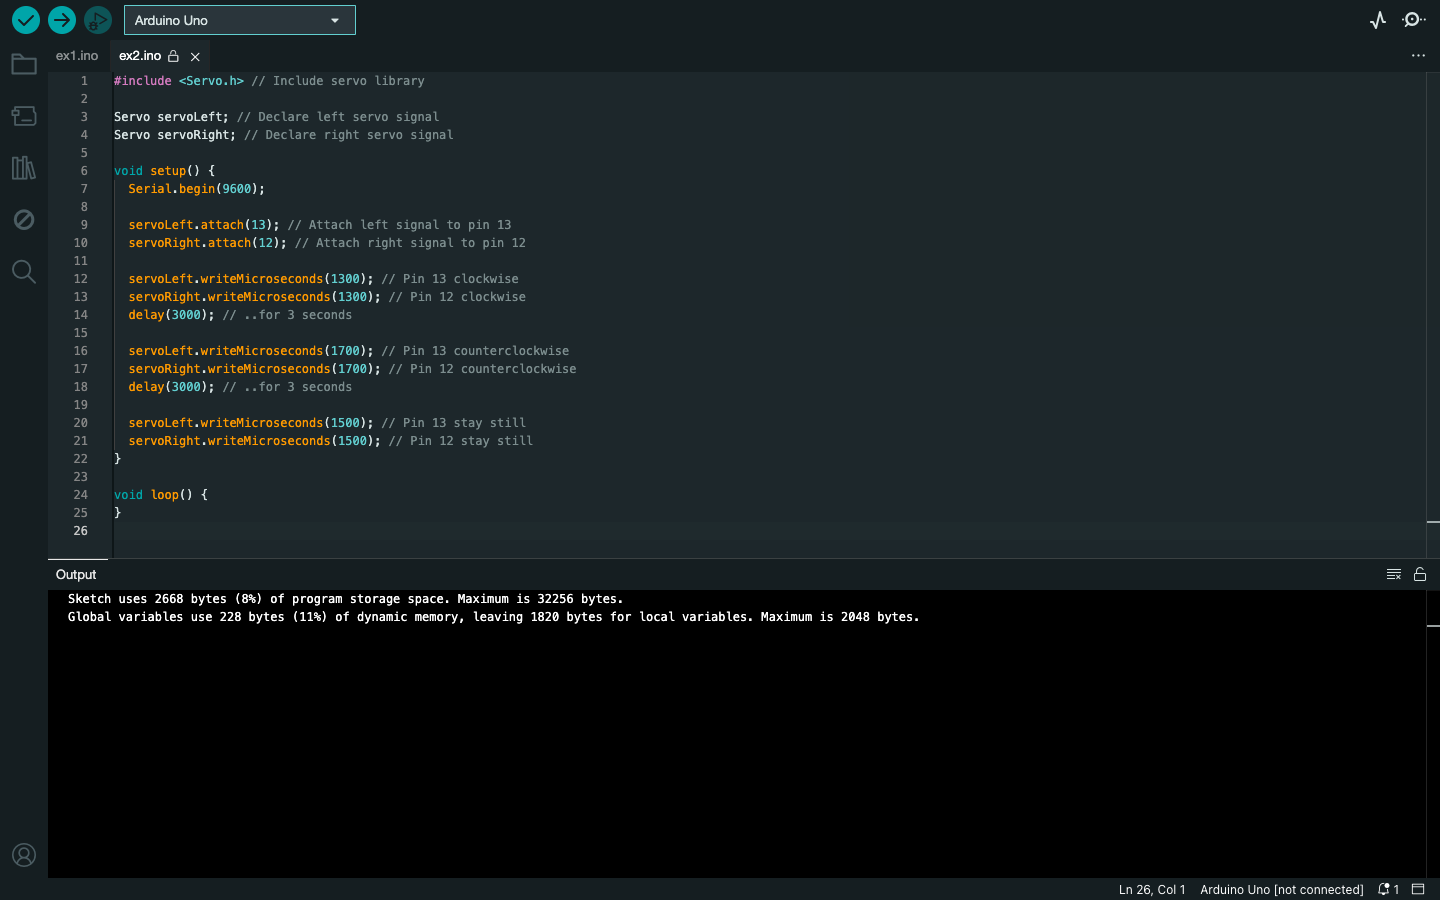 Arduino Uno
ex1.ino
ex2.ino
1 #include <Servo.h> // Include servo library
2
3 Servo servoLeft; // Declare left servo signal
4 Servo servoRight; // Declare right servo signal
5
6 void setup() {
7 Serial.begin(9600);
8
9 servoLeft.attach(13); // Attach left signal to pin 13
10 servoRight.attach(12); // Attach right signal to pin 12
11
12 servoLeft.writeMicroseconds(1300); // Pin 13 clockwise
13 servoRight.writeMicroseconds(1300); // Pin 12 clockwise
14 delay(3000); // ..for 3 seconds
15
16 servoLeft.writeMicroseconds(1700); // Pin 13 counterclockwise
17 servoRight.writeMicroseconds(1700); // Pin 12 counterclockwise
18 delay(3000); // ..for 3 seconds
19
20 servoLeft.writeMicroseconds(1500); // Pin 13 stay still
21 servoRight.writeMicroseconds(1500); // Pin 12 stay still
22 }
23
24 void loop() {
25 }
26
Output
Sketch uses 2668 bytes (8%) of program storage space. Maximum is 32256 bytes.
Global variables use 228 bytes (11%) of dynamic memory, leaving 1820 bytes for local variables. Maximum is 2048 bytes.
Ln 26, Col 1 Arduino Uno [not connected] 1